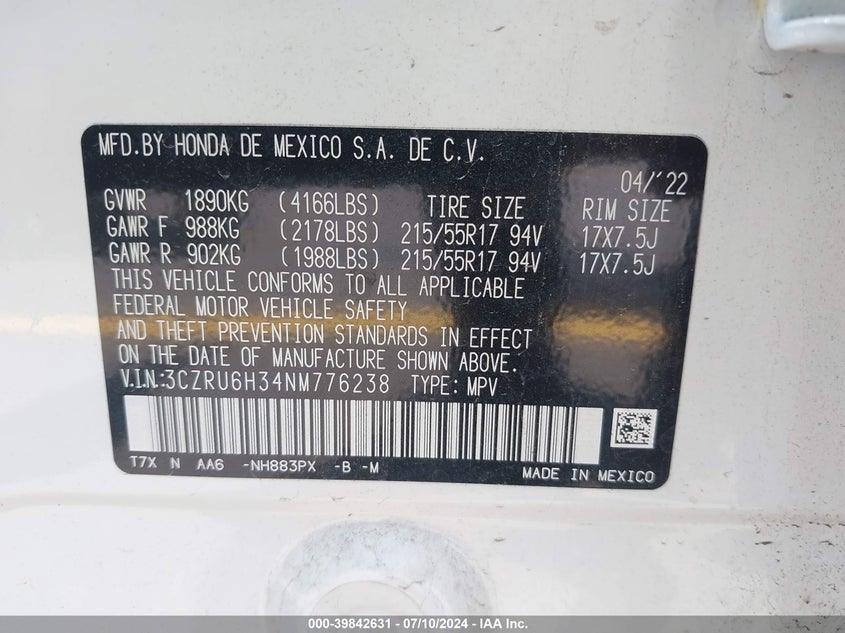 MFD.BY HONDA DE MEXICO S.A. DE C.V.
04/'22
GVWR 1890KG (4166LBS) TIRE SIZE RIM SIZE
GAWR F 988KG (2178LBS) 215/55R17 94V 17X7.5J
GAWR R 902KG (1988LBS) 215/55R17 94V 17X7.5J
THIS VEHICLE CONFORMS TO ALL APPLICABLE
FEDERAL MOTOR VEHICLE SAFETY
AND THEFT PREVENTION STANDARDS IN EFFECT
ON THE DATE OF MANUFACTURE SHOWN ABOVE.
V.I.N:3CZRU6H34NM776238 TYPE: MPV
T7X N AA6 -NH883PX -B -M
MADE IN MEXICO
000-39842631 - 07/10/2024 - IAA Inc.